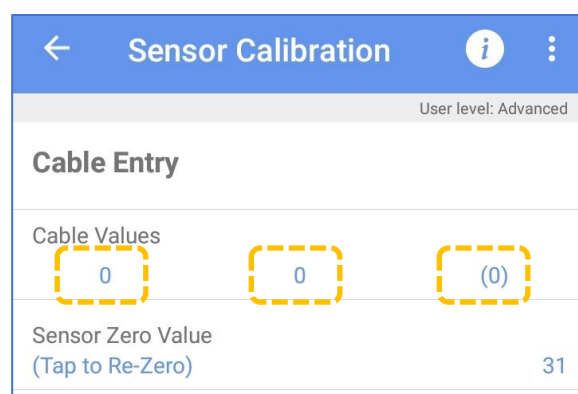 Sensor Calibration
User level: Advanced
Cable Entry
Cable Values
0 0 (0)
Sensor Zero Value
(Tap to Re-Zero) 31